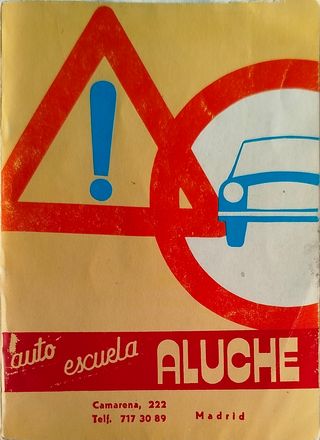 auto escuela ALUCHE
Camarena, 222
Telf. 717 30 89 Madrid